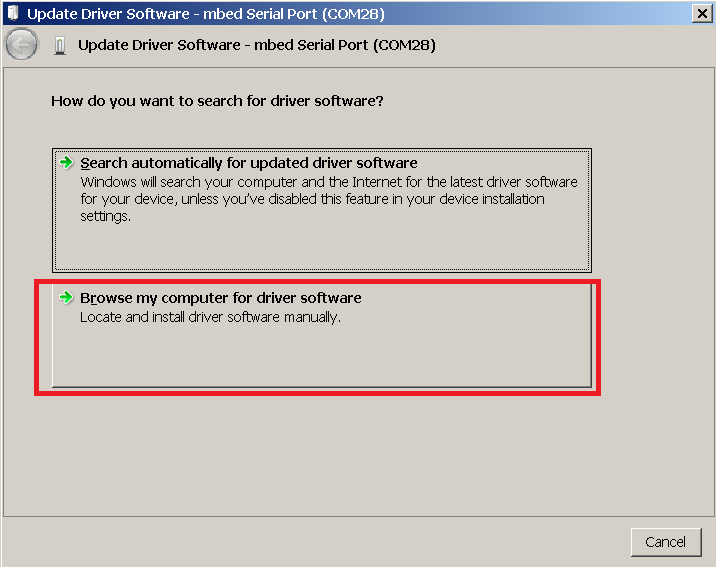 Update Driver Software - mbed Serial Port (COM28)
Update Driver Software - mbed Serial Port (COM28)
How do you want to search for driver software?
Search automatically for updated driver software
Windows will search your computer and the Internet for the latest driver software
for your device, unless you've disabled this feature in your device installation
settings.
Browse my computer for driver software
Locate and install driver software manually.
Cancel